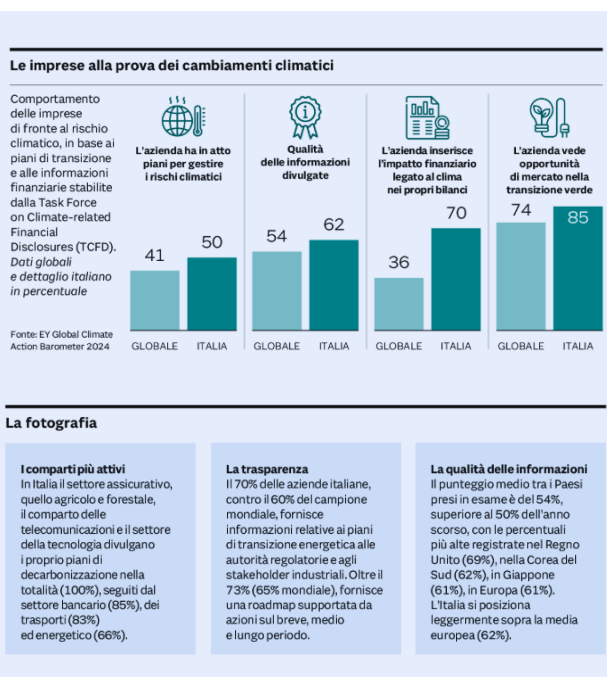 Le imprese alla prova dei cambiamenti climatici
Comportamento
delle imprese
di fronte al rischio
climatico, in base ai
piani di transizione
e alle informazioni
finanziarie stabilite
dalla Task Force
on Climate-related
Financial
Disclosures (TCFD).
Dati globali
e dettaglio italiano
in percentuale
Fonte: EY Global Climate
Action Barometer 2024
L'azienda ha in atto
piani per gestire
i rischi climatici
41
50
GLOBALE
ITALIA
Qualità
delle informazioni
divulgate
54
62
GLOBALE
ITALIA
L'azienda inserisce
l'impatto finanziario
legato al clima
nei propri bilanci
36
70
GLOBALE
ITALIA
L'azienda vede
opportunità
di mercato nella
transizione verde
74
85
GLOBALE
ITALIA
La fotografia
I comparti più attivi
In Italia il settore assicurativo,
quello agricolo e forestale,
il comparto delle
telecomunicazioni e il settore
della tecnologia divulgano
i proprio piani di
decarbonizzazione nella
totalità (100%), seguiti dal
settore bancario (85%), dei
trasporti (83%)
ed energetico (66%).
La trasparenza
Il 70% delle aziende italiane,
contro il 60% del campione
mondiale, fornisce
informazioni relative ai piani
di transizione energetica alle
autorità regolatorie e agli
stakeholder industriali. Oltre il
73% (65% mondiale), fornisce
una roadmap supportata da
azioni sul breve, medio
e lungo periodo.
La qualità delle informazioni
Il punteggio medio tra i Paesi
presi in esame è del 54%,
superiore al 50% dell'anno
scorso, con le percentuali
più alte registrate nel Regno
Unito (69%), nella Corea del
Sud (62%), in Giappone
(61%), in Europa (61%).
L'Italia si posiziona
leggermente sopra la media
europea (62%).